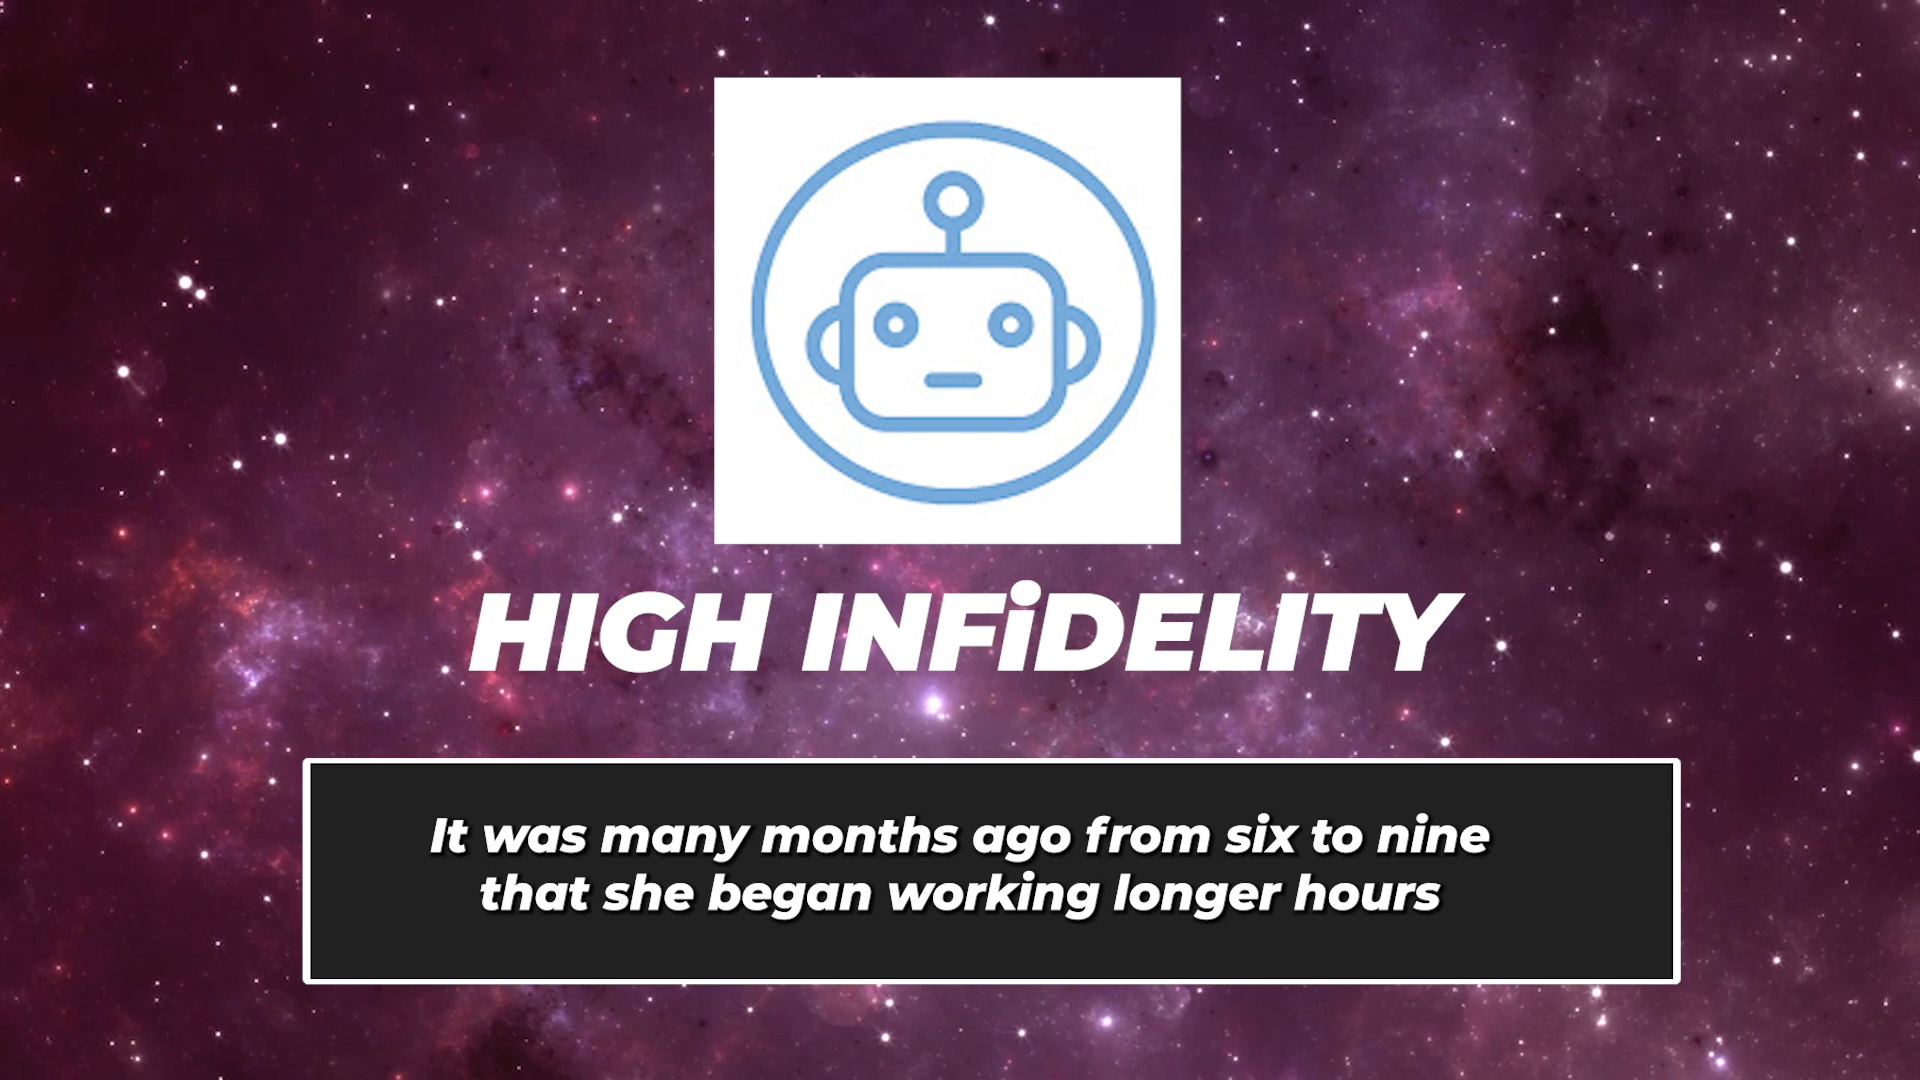 HIGH INFiDELITY
It was many months ago from six to nine
that she began working longer hours